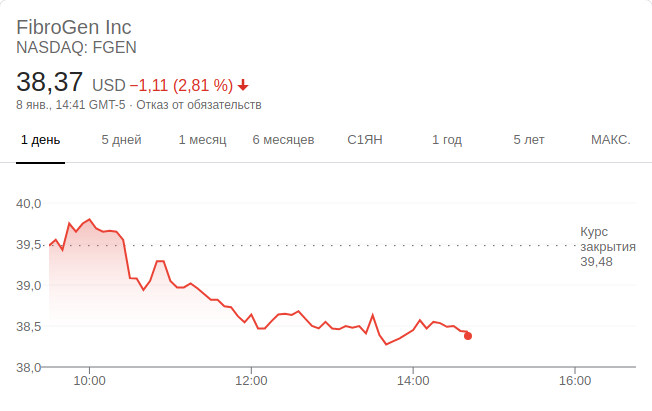 FibroGen Inc
NASDAQ: FGEN
38,37 USD −1,11 (2,81 %)
8 янв., 14:41 GMT-5 · Отказ от обязательств
1 день 5 дней 1 месяц 6 месяцев С1ЯН 1 год 5 лет МАКС.
40,0
39,5
39,0
38,5
38,0
Курс
закрытия
39,48
10:00 12:00 14:00 16:00